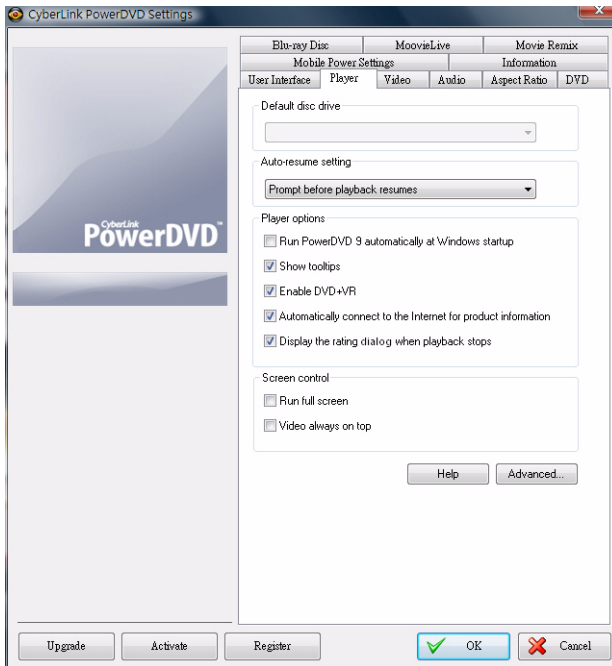 CyberLink PowerDVD Settings
Blu-ray Disc MoovieLive Movie Remix
Mobile Power Settings Information
User Interface Player Video Audio Aspect Ratio DVD
CyberLink
PowerDVD™
Default disc drive
Auto-resume setting
Prompt before playback resumes
Player options
Run PowerDVD 9 automatically at Windows startup
Show tooltips
Enable DVD+VR
Automatically connect to the Internet for product information
Display the rating dialog when playback stops
Screen control
Run full screen
Video always on top
Help Advanced...
Upgrade Activate Register OK Cancel